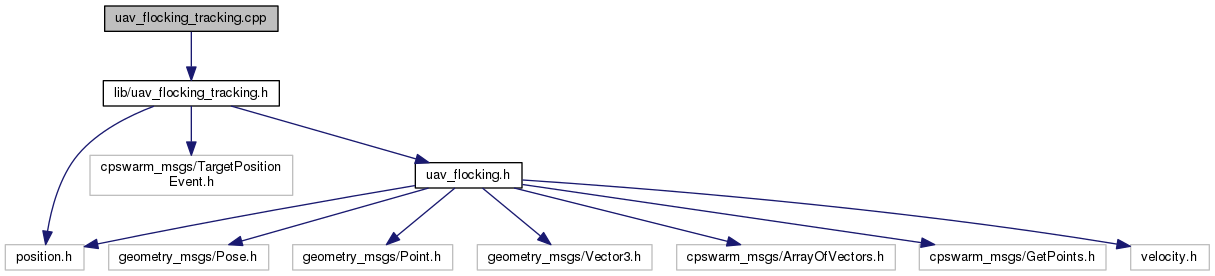 uav_flocking_tracking.cpp
lib/uav_flocking_tracking.h
cpswarm_msgs/TargetPosition
Event.h
uav_flocking.h
position.h
geometry_msgs/Pose.h
geometry_msgs/Point.h
geometry_msgs/Vector3.h
cpswarm_msgs/ArrayOfVectors.h
cpswarm_msgs/GetPoints.h
velocity.h